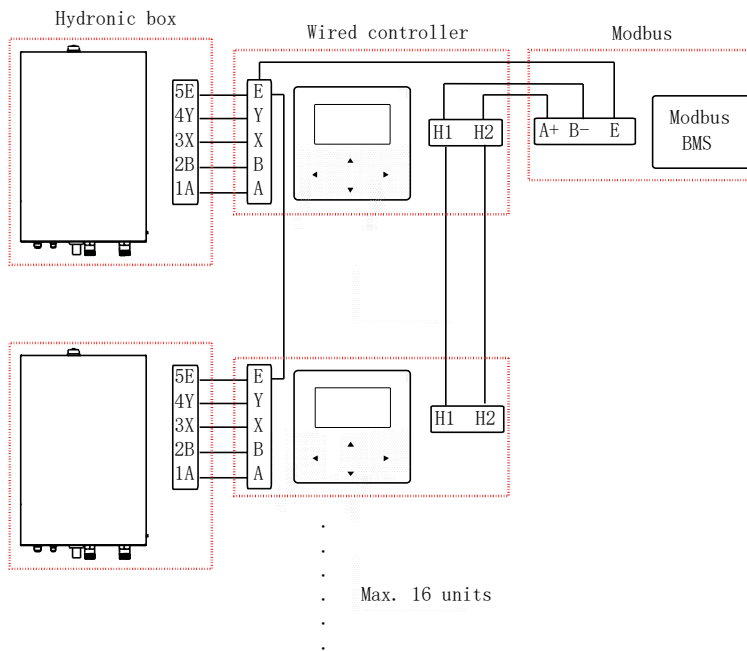 Hydronic box
Wired controller
Modbus
5E
4Y
3X
2B
1A
E
Y
X
B
A
H1 H2
A+ B- E
Modbus
BMS
5E
4Y
3X
2B
1A
E
Y
X
B
A
H1 H2
Max. 16 units